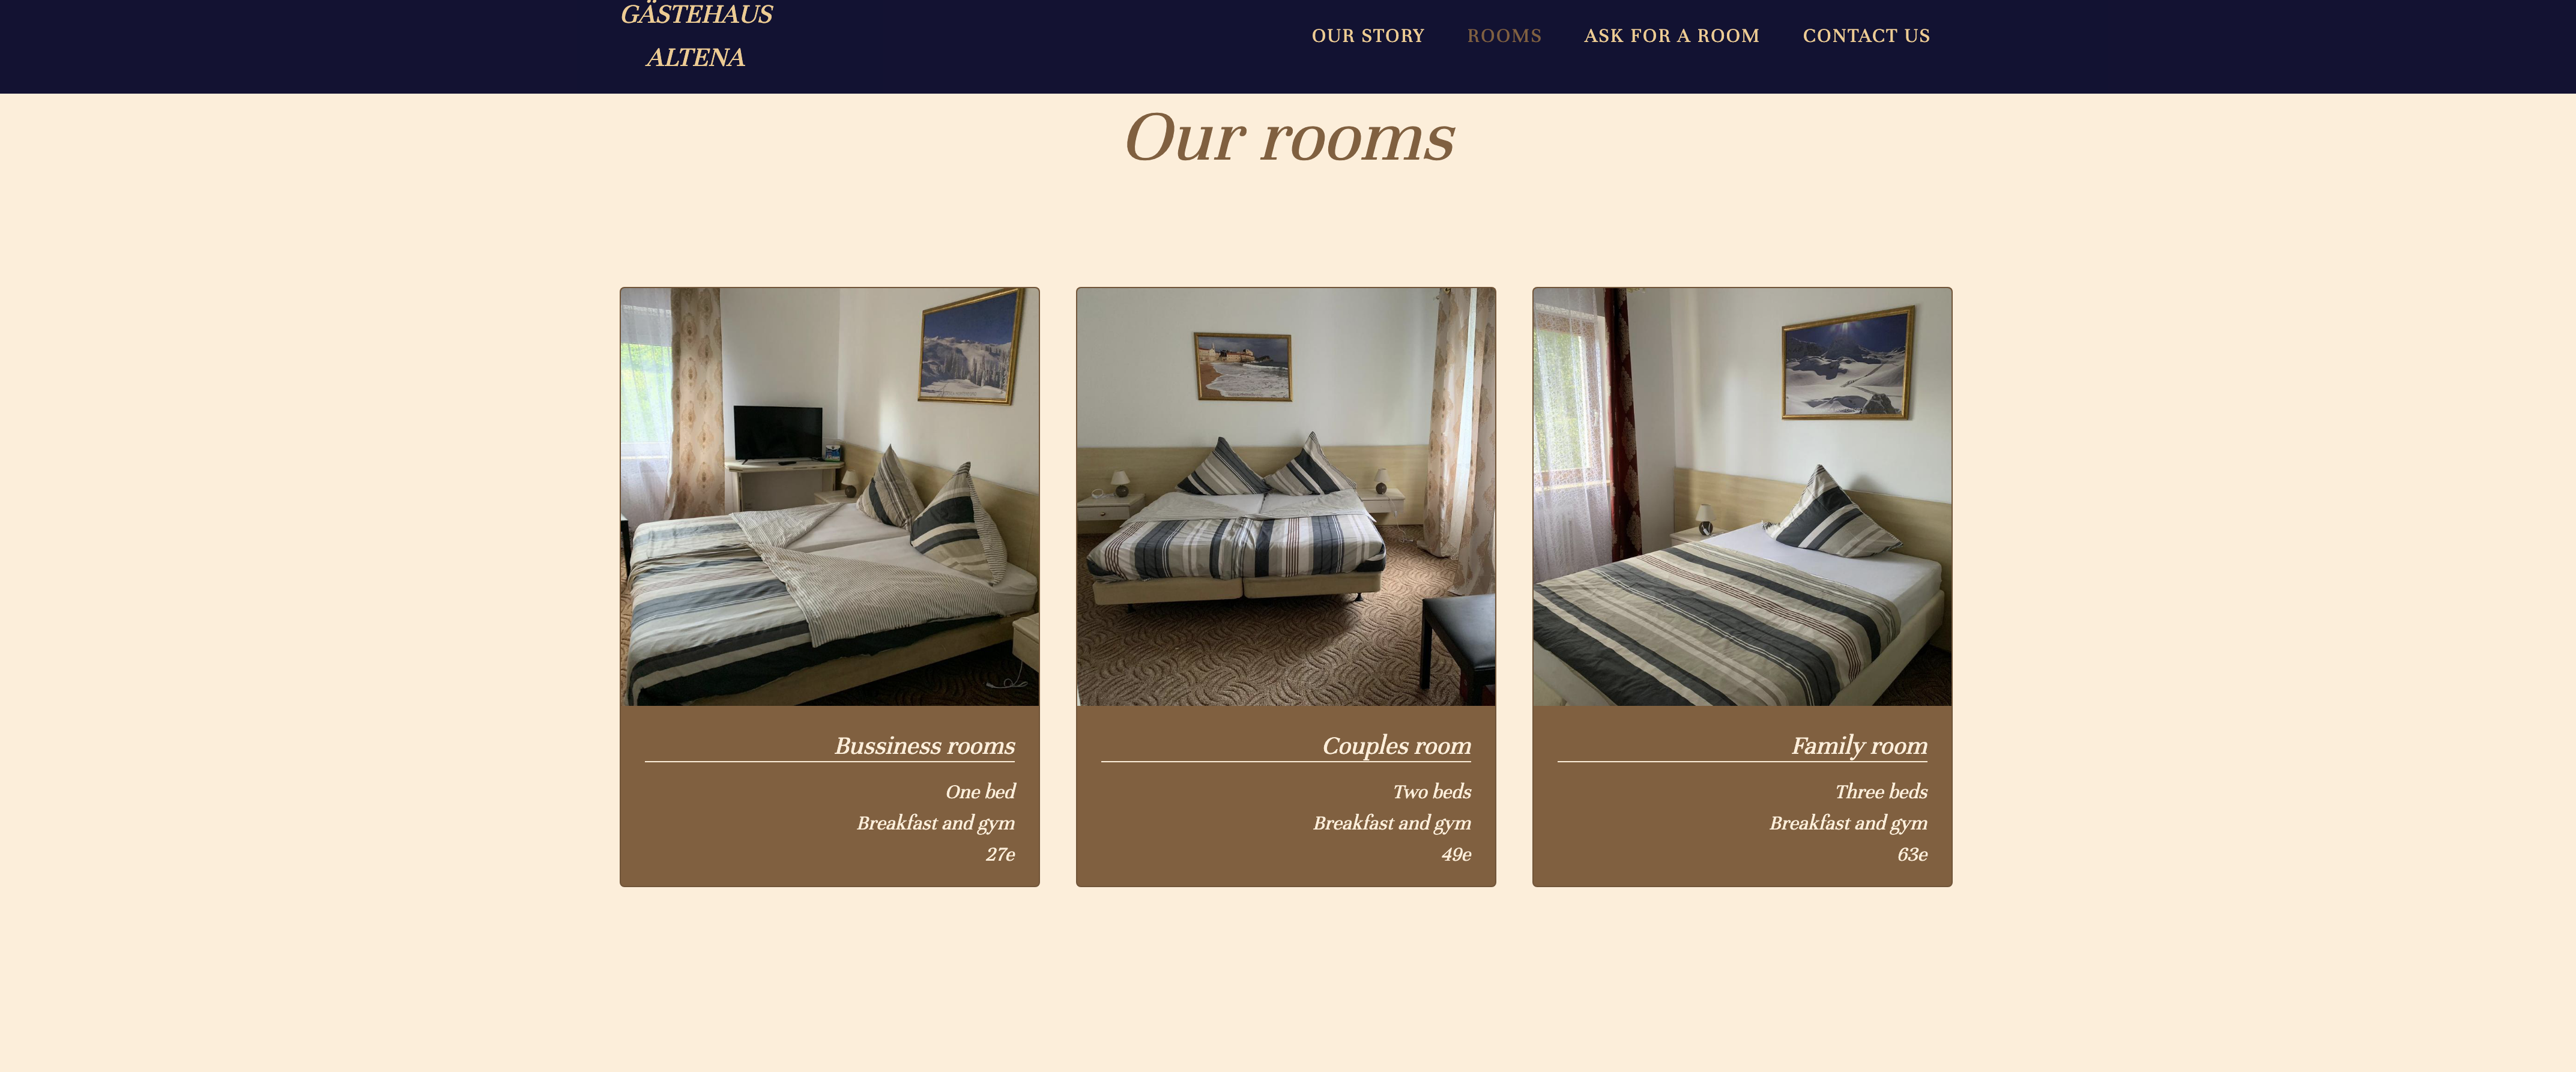 GÄSTEHAUS
ALTENA
OUR STORY
ROOMS
ASK FOR A ROOM
CONTACT US
Our rooms
Bussiness rooms
One bed
Breakfast and gym
27e
Couples room
Two beds
Breakfast and gym
49e
Family room
Three beds
Breakfast and gym
63e